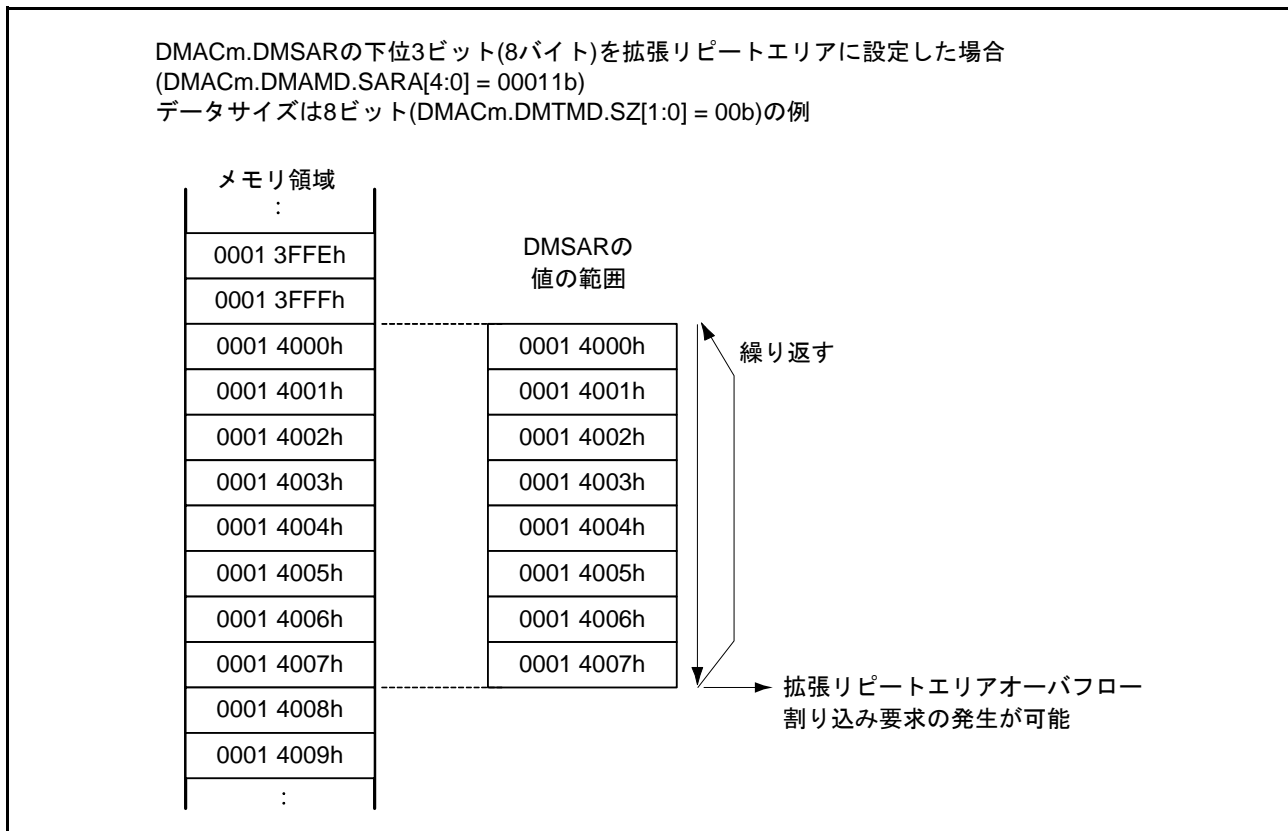 DMACm.DMSARの下位3ビット(8バイト)を拡張リピートエリアに設定した場合
(DMACm.DMAMD.SARA[4:0] = 00011b)
データサイズは8ビット(DMACm.DMTMD.SZ[1:0] = 00b)の例
メモリ領域
:
0001 3FFEh
0001 3FFFh
0001 4000h
0001 4001h
0001 4002h
0001 4003h
0001 4004h
0001 4005h
0001 4006h
0001 4007h
0001 4008h
0001 4009h
:
DMSARの
値の範囲
0001 4000h
0001 4001h
0001 4002h
0001 4003h
0001 4004h
0001 4005h
0001 4006h
0001 4007h
繰り返す
拡張リピートエリアオーバフロー
割り込み要求の発生が可能